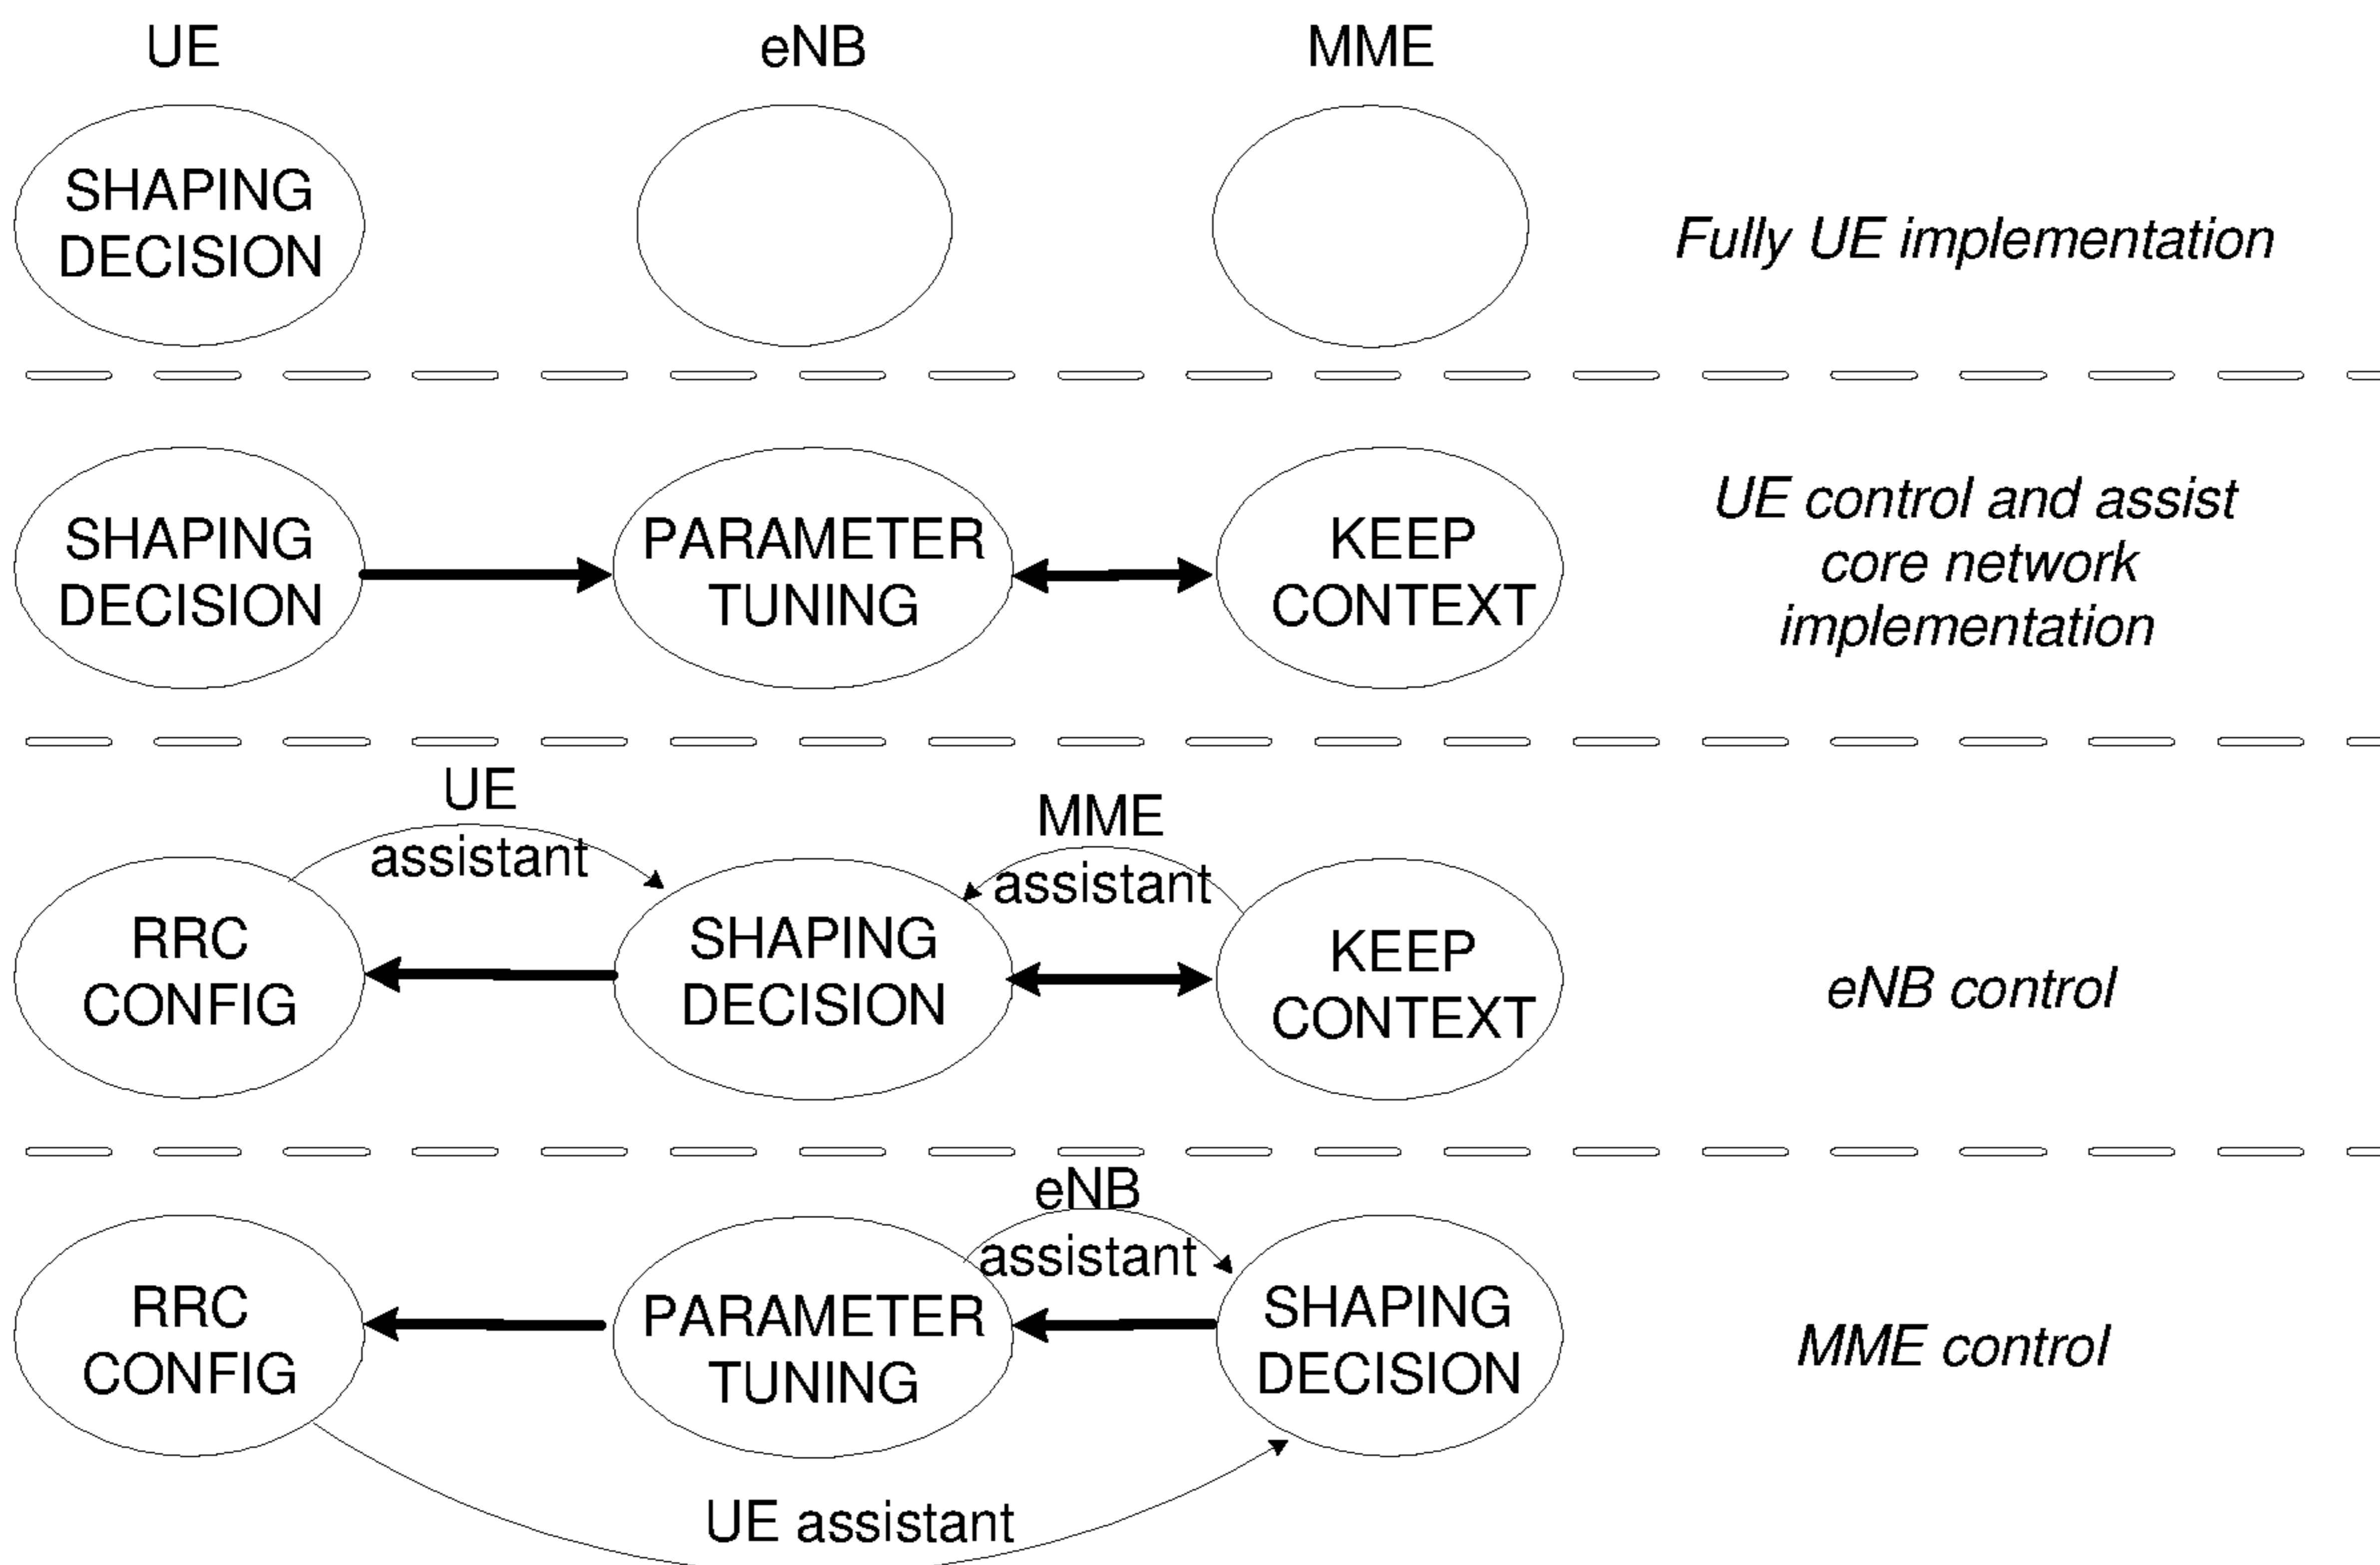 UE
eNB
MME
SHAPING
DECISION
Fully UE implementation
SHAPING
DECISION
PARAMETER
TUNING
KEEP
CONTEXT
UE control and assist
core network
implementation
UE
assistant
MME
assistant
RRC
CONFIG
SHAPING
DECISION
KEEP
CONTEXT
eNB control
eNB
assistant
RRC
CONFIG
PARAMETER
TUNING
SHAPING
DECISION
MME control
UE assistant